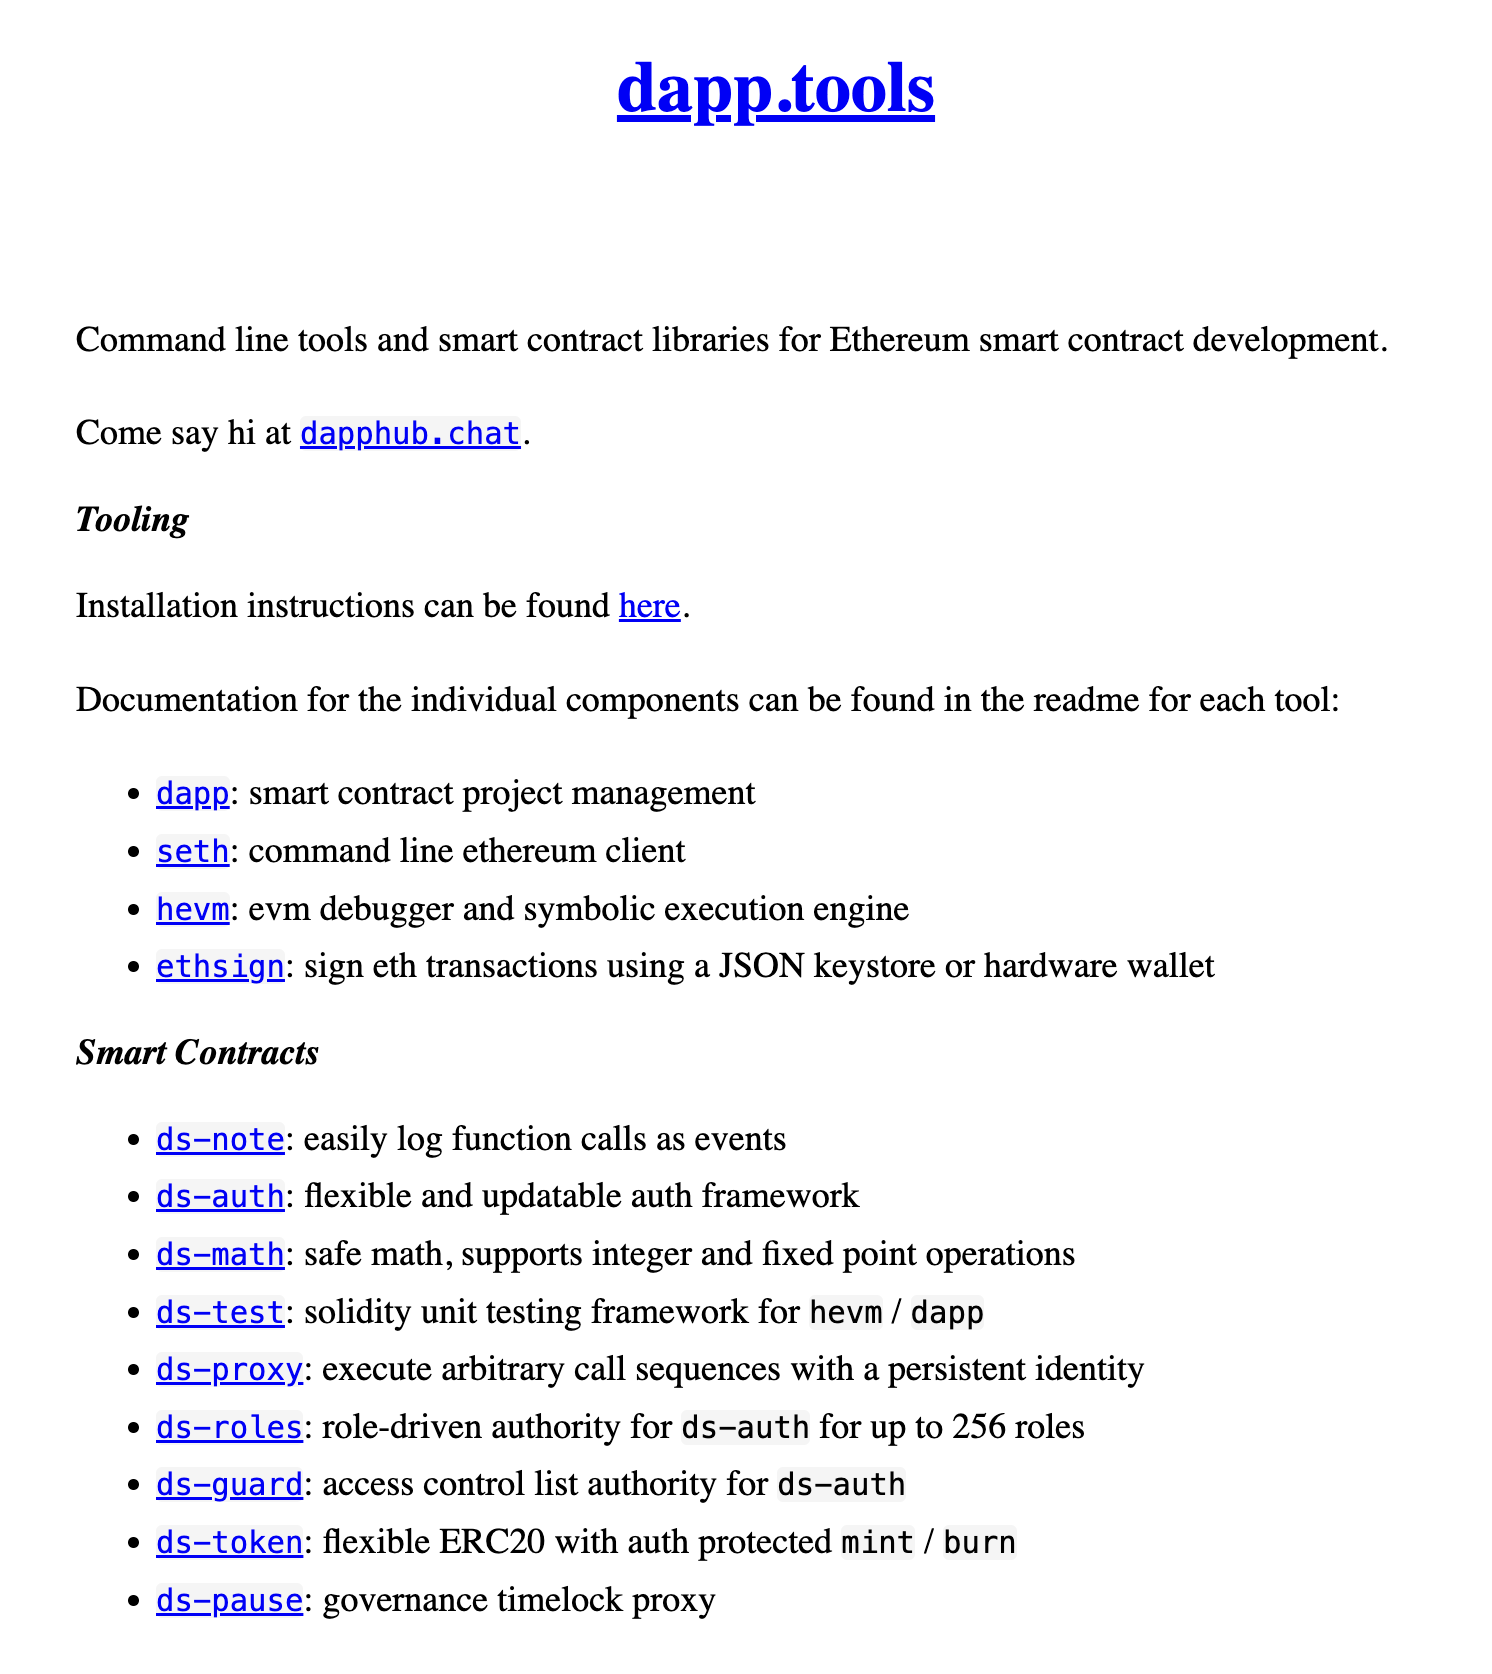 dapp.tools
Command line tools and smart contract libraries for Ethereum smart contract development.
Come say hi at dapphub.chat.
Tooling
Installation instructions can be found here.
Documentation for the individual components can be found in the readme for each tool:
• dapp: smart contract project management
• seth: command line ethereum client
• hevm: evm debugger and symbolic execution engine
• ethsign: sign eth transactions using a JSON keystore or hardware wallet
Smart Contracts
• ds-note: easily log function calls as events
• ds-auth: flexible and updatable auth framework
• ds-math: safe math, supports integer and fixed point operations
• ds-test: solidity unit testing framework for hevm / dapp
• ds-proxy: execute arbitrary call sequences with a persistent identity
• ds-roles: role-driven authority for ds-auth for up to 256 roles
• ds-guard: access control list authority for ds-auth
• ds-token: flexible ERC20 with auth protected mint / burn
• ds-pause: governance timelock proxy